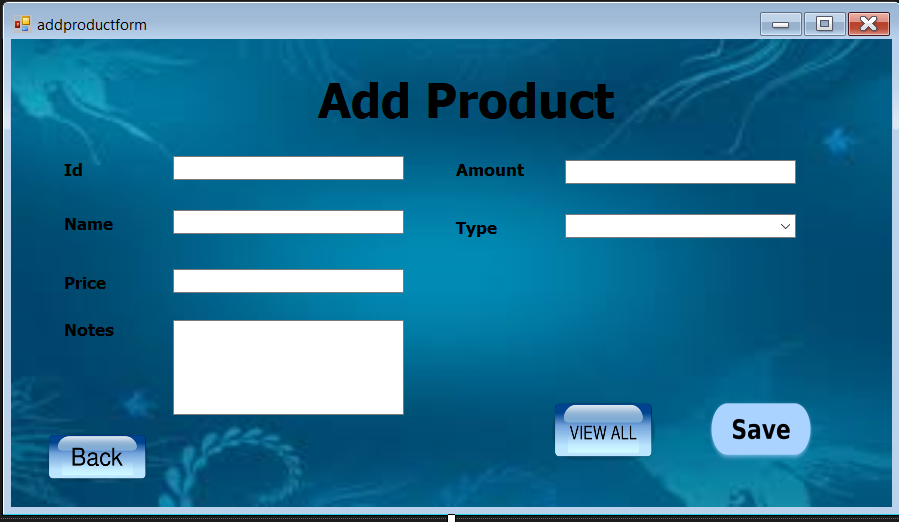 addproductform
Add Product
Id
Amount
Name
Type
Price
Notes
VIEW ALL
Save
Back